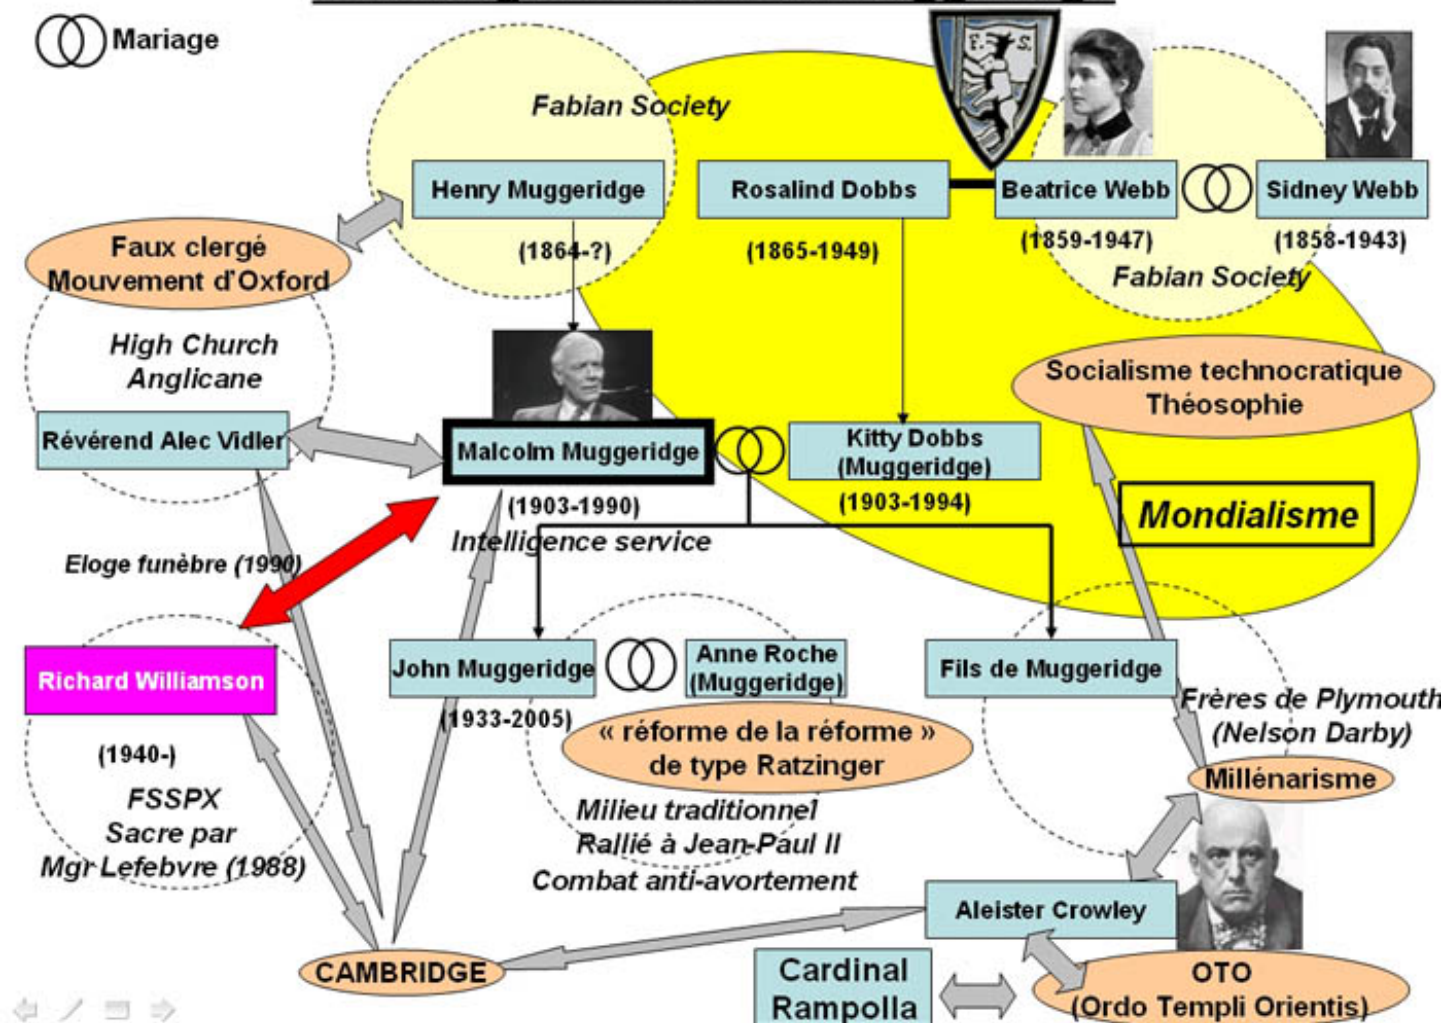 Mariage
F. S.
Fabian Society
Henry Muggeridge
Rosalind Dobbs
Beatrice Webb
Sidney Webb
(1864-?)
(1865-1949)
(1859-1947)
(1858-1943)
Fabian Society
Faux clergé
Mouvement d'Oxford
High Church
Anglicane
Socialisme technocratique
Théosophie
Révérend Alec Vidler
Malcolm Muggeridge
Kitty Dobbs
(Muggeridge)
(1903-1990)
(1903-1994)
Mondialisme
Intelligence service
Eloge funèbre (1990)
Richard Williamson
John Muggeridge
Anne Roche
(Muggeridge)
Fils de Muggeridge
(1933-2005)
Frères de Plymouth
(Nelson Darby)
« réforme de la réforme »
de type Ratzinger
(1940-)
Millénarisme
FSSPX
Sacre par
Mgr Lefebvre (1988)
Milieu traditionnel
Rallié à Jean-Paul II
Combat anti-avortement
Aleister Crowley
CAMBRIDGE
Cardinal
Rampolla
OTO
(Ordo Templi Orientis)